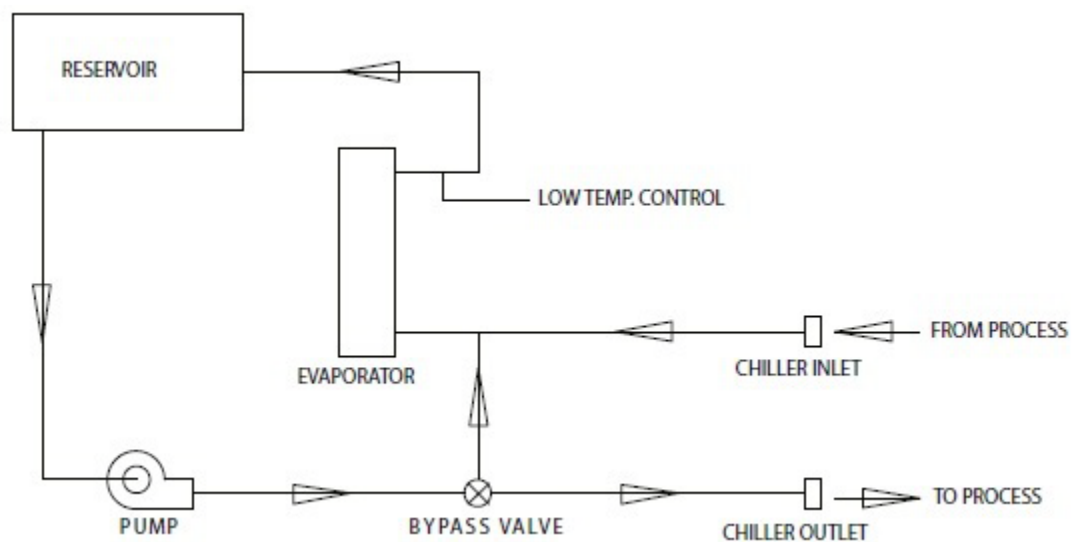 RESERVOIR
LOW TEMP. CONTROL
FROM PROCESS
CHILLER INLET
EVAPORATOR
TO PROCESS
PUMP
BYPASS VALVE
CHILLER OUTLET